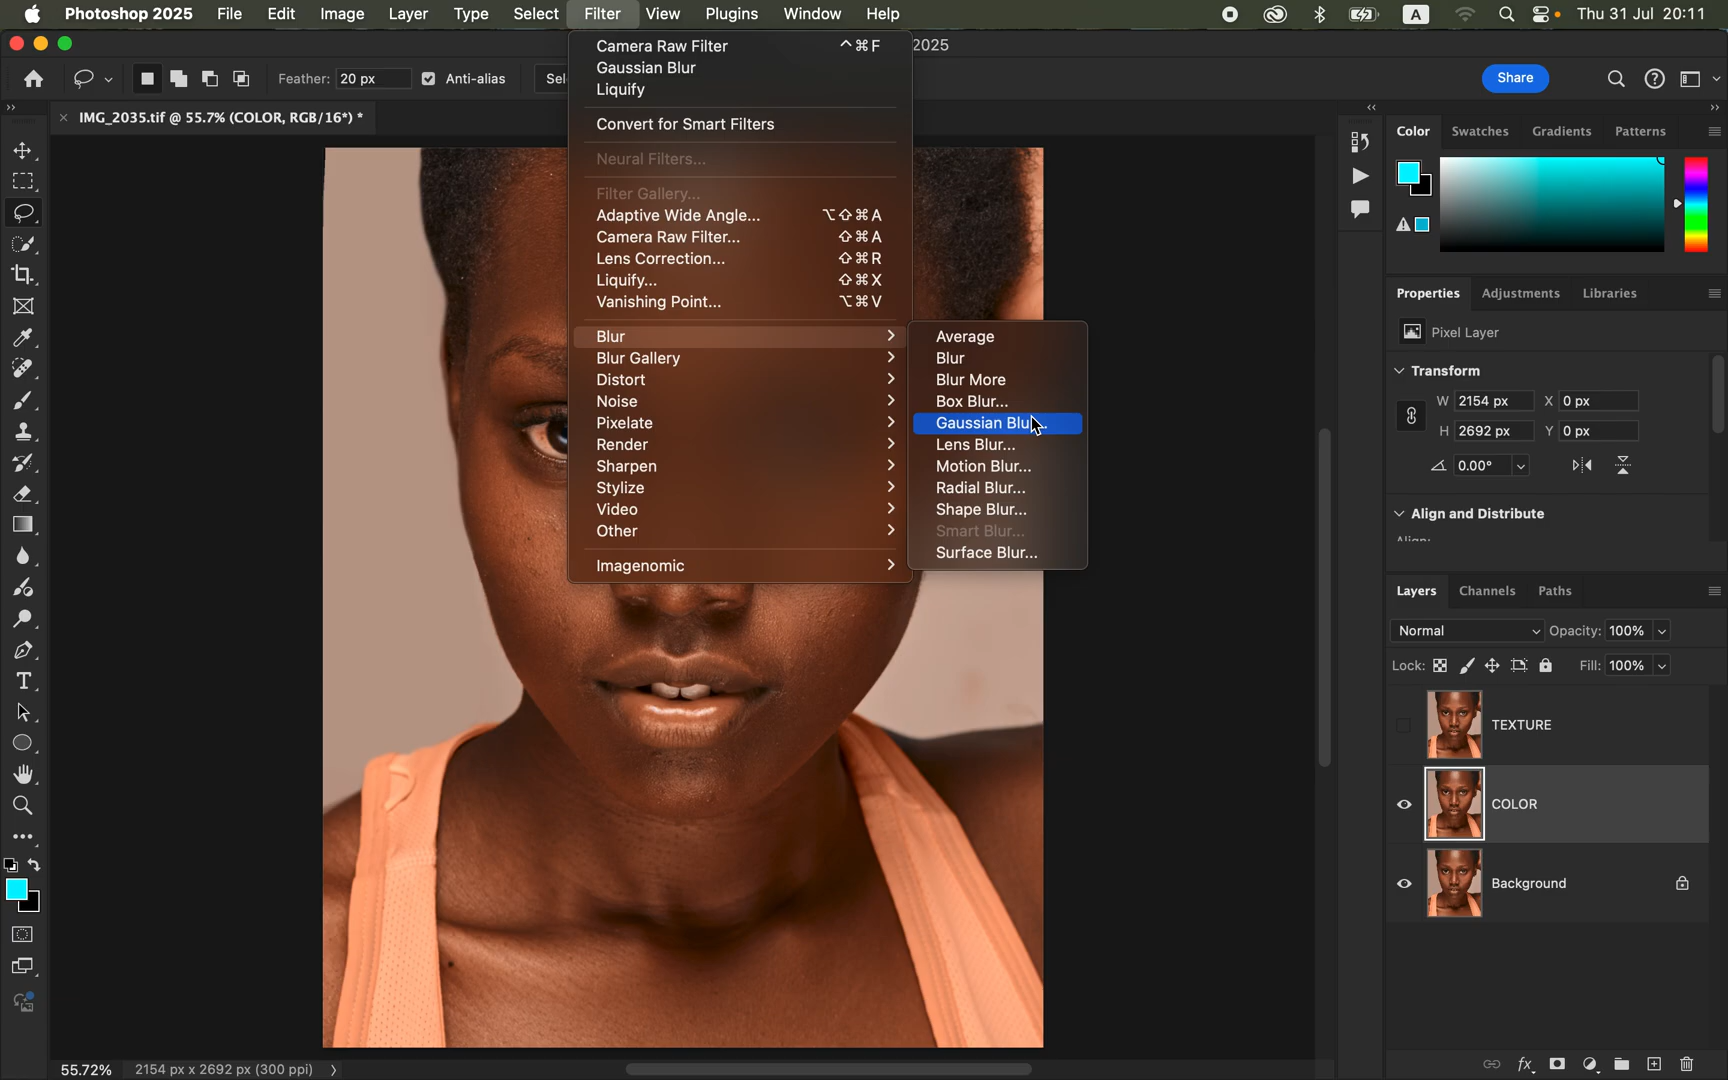 Photoshop 2025 File Edit Image Layer Type Select Filter View Plugins Window Help A Thu 31 Jul 20:11
2025
Feather: 20 px Anti-alias Sel Share
IMG_2035.tif @ 55.7% (COLOR, RGB/16*) *
Camera Raw Filter ^⌘F
Gaussian Blur
Liquify
Convert for Smart Filters
Neural Filters...
Filter Gallery...
Adaptive Wide Angle... ⌥⇧⌘A
Camera Raw Filter... ⇧⌘A
Lens Correction... ⇧⌘R
Liquify... ⇧⌘X
Vanishing Point... ⌥⌘V
Blur
Blur Gallery
Distort
Noise
Pixelate
Render
Sharpen
Stylize
Video
Other
Imagenomic
Average
Blur
Blur More
Box Blur...
Gaussian Blu...
Lens Blur...
Motion Blur...
Radial Blur...
Shape Blur...
Smart Blur...
Surface Blur...
Color Swatches Gradients Patterns
Properties Adjustments Libraries
Pixel Layer
Transform
W 2154 px X 0 px
H 2692 px Y 0 px
0.00°
Align and Distribute
Align:
Layers Channels Paths
Normal Opacity: 100%
Lock: Fill: 100%
TEXTURE
COLOR
Background
55.72% 2154 px x 2692 px (300 ppi)